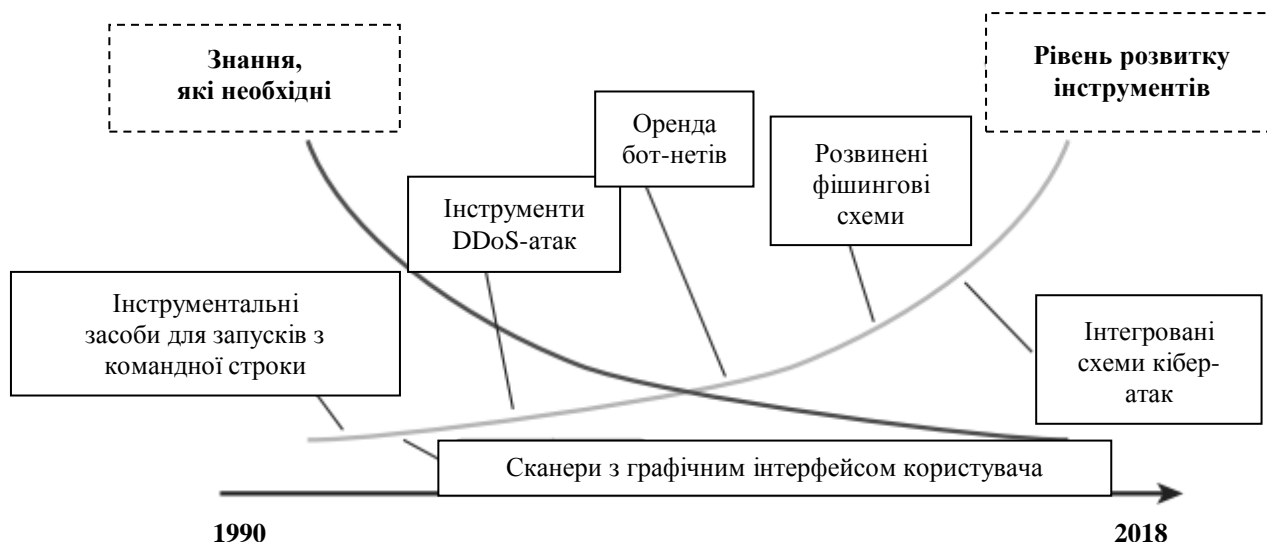 Знання,
які необхідні
Рівень розвитку
інструментів
Оренда
бот-нетів
Розвинені
фішингові
схеми
Інструменти
DDoS-атак
Інструментальні
засоби для запусків з
командної строки
Інтегровані
схеми кібер-
атак
Сканери з графічним інтерфейсом користувача
1990
2018